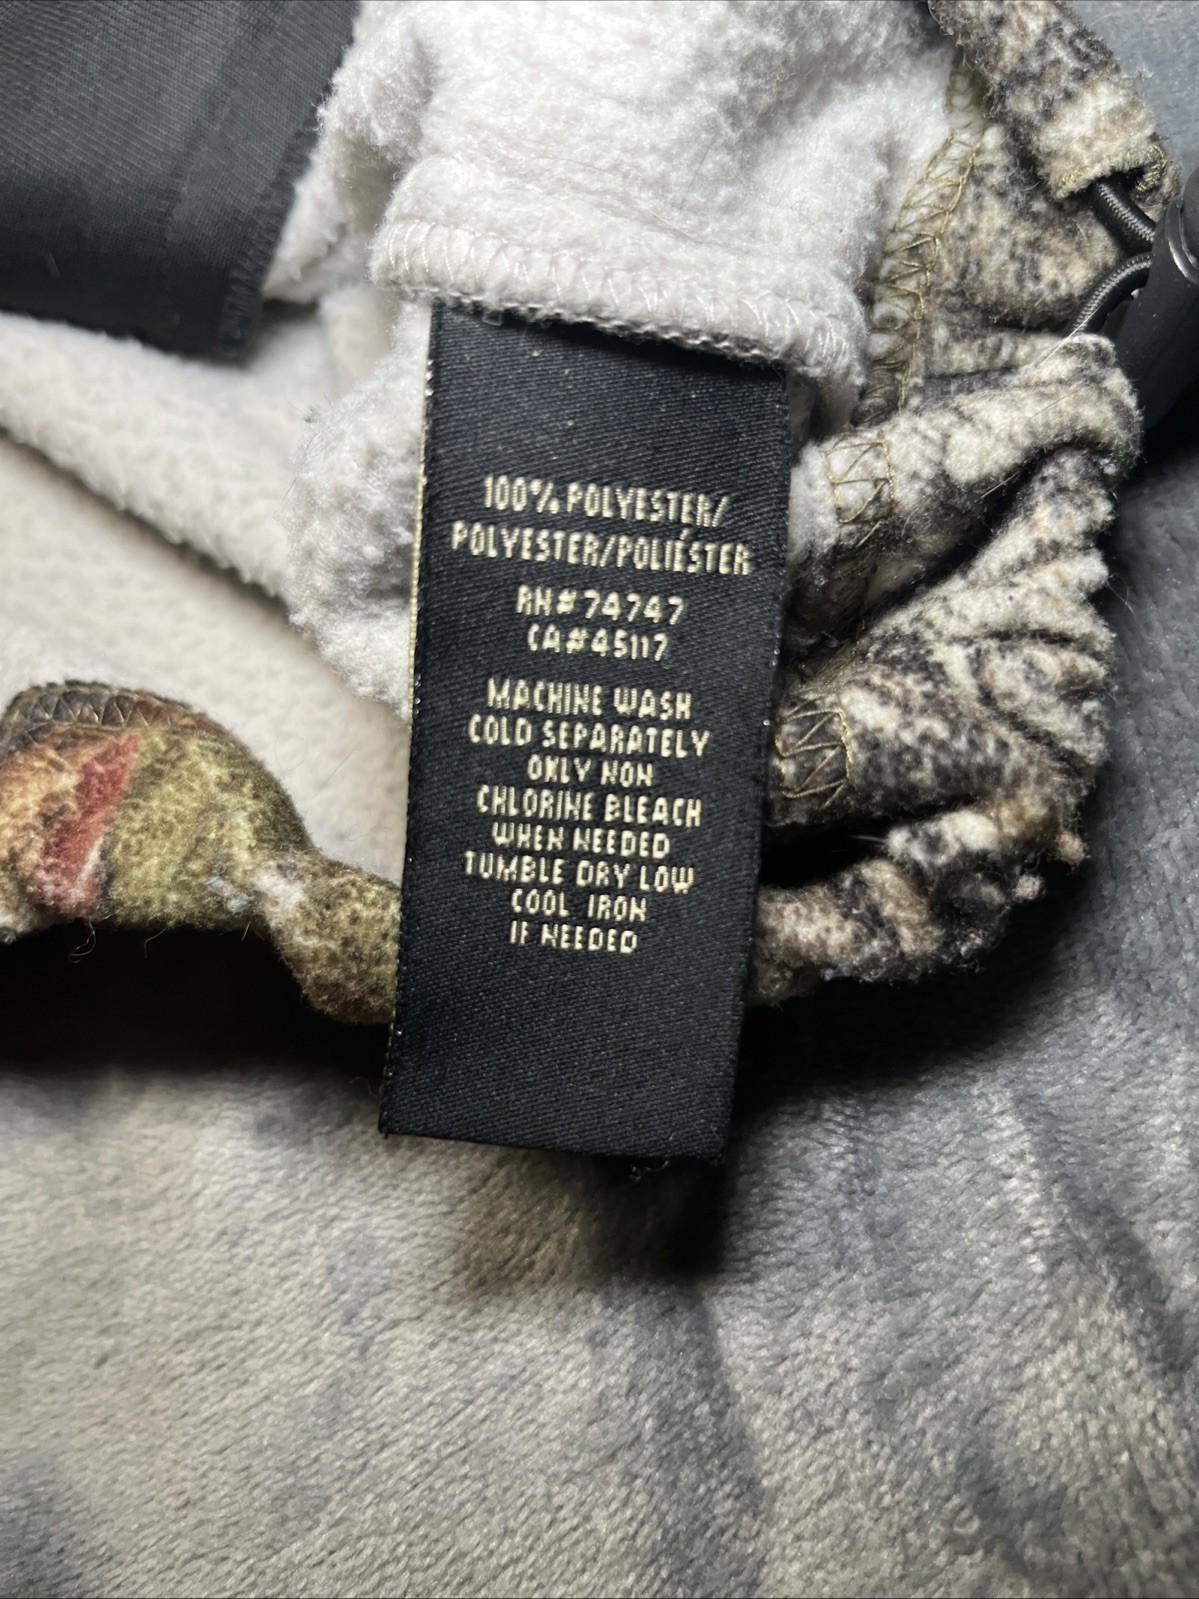 100% POLYESTER/
POLYESTER/POLIÉSTER
RN#74747
CA#45117
MACHINE WASH
COLD SEPARATELY
ONLY NON
CHLORINE BLEACH
WHEN NEEDED
TUMBLE DRY LOW
COOL IRON
IF NEEDED